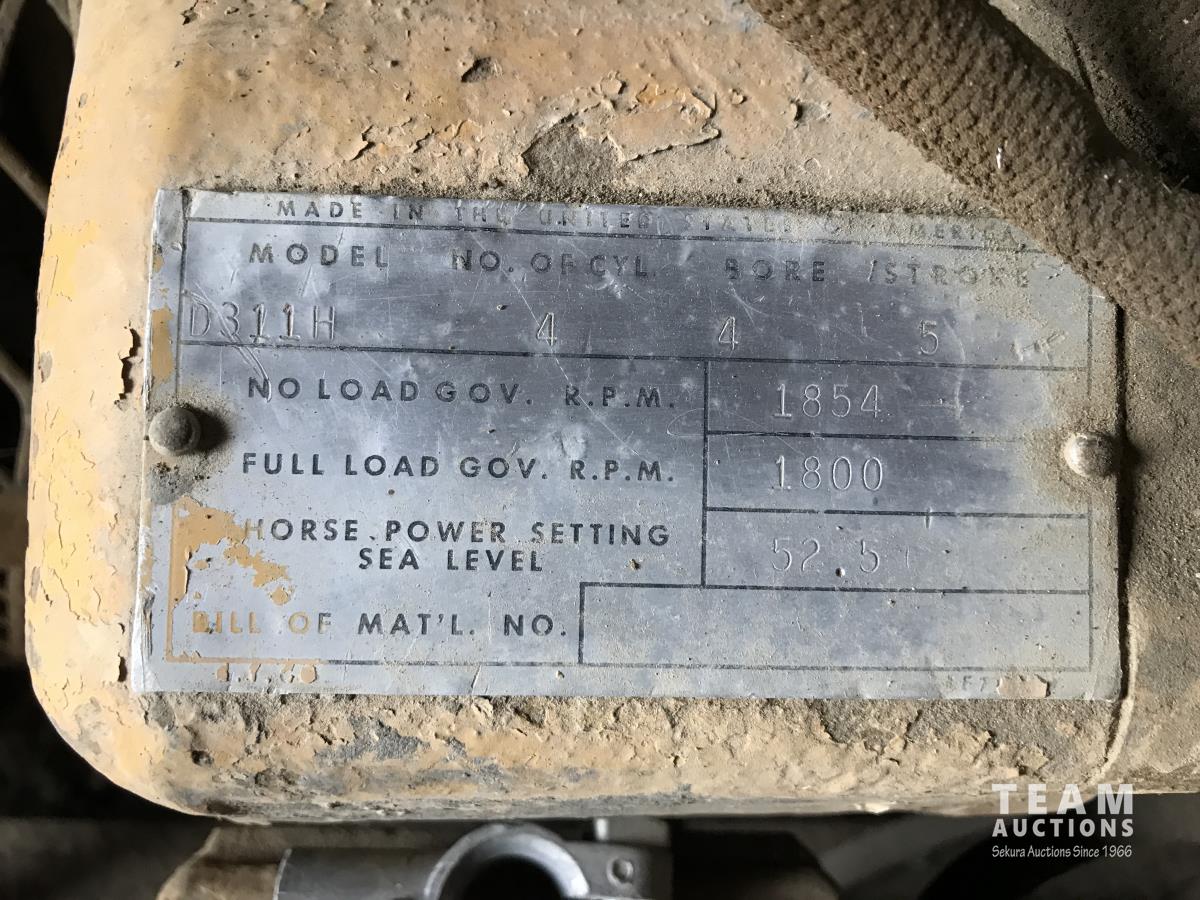 MADE IN THE UNITED STATES OF AMERICA
MODEL NO. OF CYL. BORE / STROKE
D311H 4 4 5
NO LOAD GOV. R.P.M. 1854
FULL LOAD GOV. R.P.M. 1800
HORSE POWER SETTING
SEA LEVEL 52.5
BILL OF MAT'L. NO.
TEAM
AUCTIONS
Sekura Auctions Since 1966